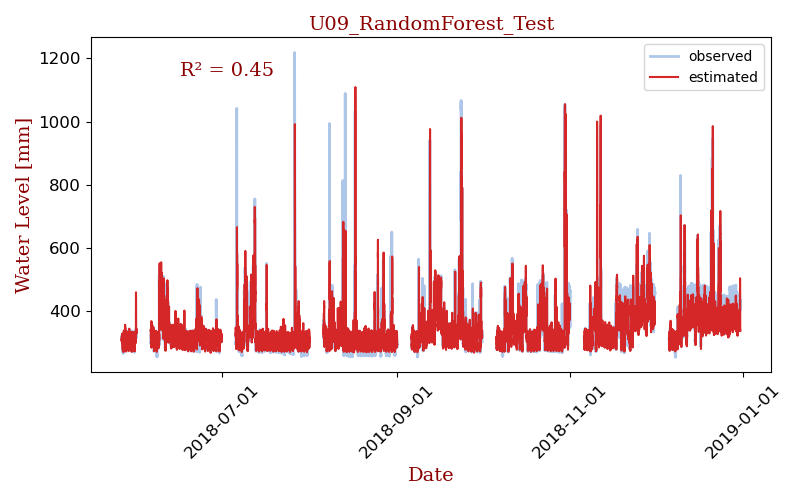 U09_RandomForest_Test
R² = 0.45
observed
estimated
Water Level [mm]
1200
1000
800
600
400
2018-07-01
2018-09-01
2018-11-01
2019-01-01
Date